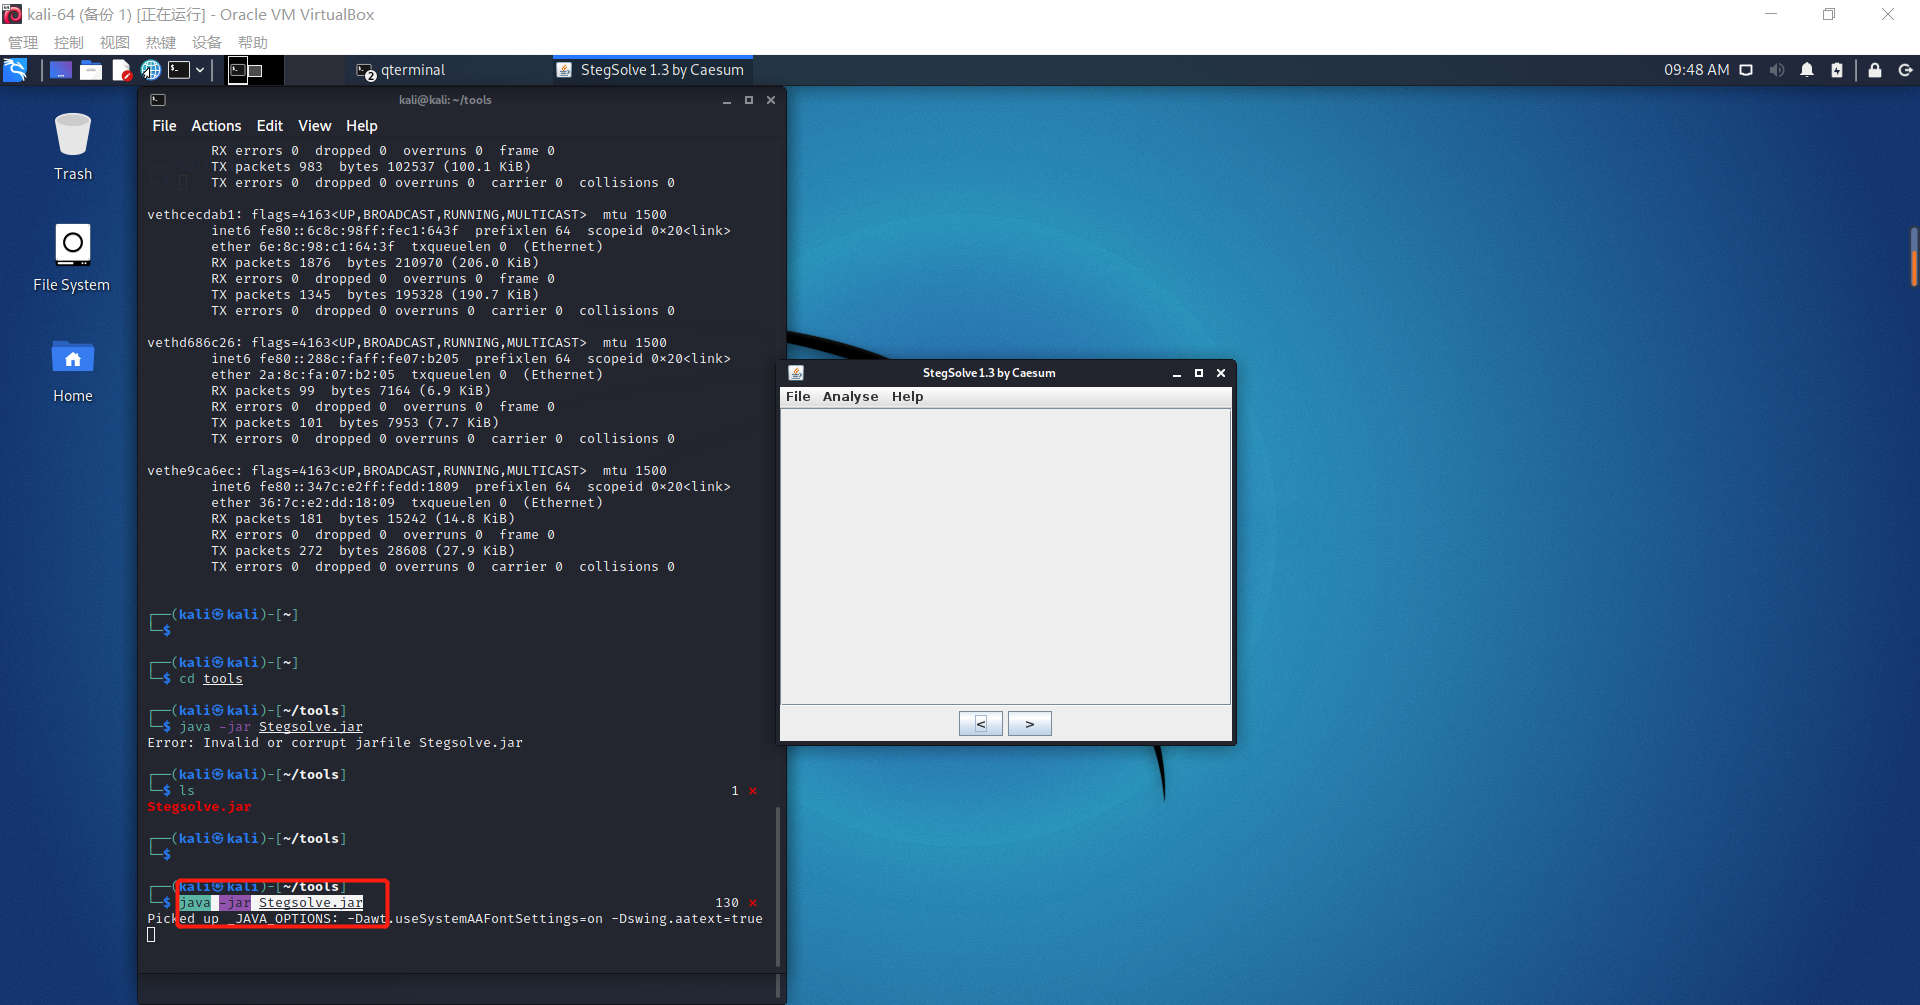 kali-64 (备份 1) [正在运行] - Oracle VM VirtualBox
管理 控制 视图 热键 设备 帮助
qterminal
StegSolve 1.3 by Caesum
09:48 AM
Trash
File System
Home
kali@kali: ~/tools
File Actions Edit View Help
RX errors 0  dropped 0  overruns 0  frame 0
TX packets 983  bytes 102537 (100.1 KiB)
TX errors 0  dropped 0 overruns 0  carrier 0  collisions 0
vethcecdab1: flags=4163<UP,BROADCAST,RUNNING,MULTICAST>  mtu 1500
inet6 fe80::6c8c:98ff:fec1:643f  prefixlen 64  scopeid 0×20<link>
ether 6e:8c:98:c1:64:3f  txqueuelen 0  (Ethernet)
RX packets 1876  bytes 210970 (206.0 KiB)
RX errors 0  dropped 0  overruns 0  frame 0
TX packets 1345  bytes 195328 (190.7 KiB)
TX errors 0  dropped 0 overruns 0  carrier 0  collisions 0
vethd686c26: flags=4163<UP,BROADCAST,RUNNING,MULTICAST>  mtu 1500
inet6 fe80::288c:faff:fe07:b205  prefixlen 64  scopeid 0×20<link>
ether 2a:8c:fa:07:b2:05  txqueuelen 0  (Ethernet)
RX packets 99  bytes 7164 (6.9 KiB)
RX errors 0  dropped 0  overruns 0  frame 0
TX packets 101  bytes 7953 (7.7 KiB)
TX errors 0  dropped 0 overruns 0  carrier 0  collisions 0
vethe9ca6ec: flags=4163<UP,BROADCAST,RUNNING,MULTICAST>  mtu 1500
inet6 fe80::347c:e2ff:fedd:1809  prefixlen 64  scopeid 0×20<link>
ether 36:7c:e2:dd:18:09  txqueuelen 0  (Ethernet)
RX packets 181  bytes 15242 (14.8 KiB)
RX errors 0  dropped 0  overruns 0  frame 0
TX packets 272  bytes 28608 (27.9 KiB)
TX errors 0  dropped 0 overruns 0  carrier 0  collisions 0
┌──(kali㉿kali)-[~]
└─$
┌──(kali㉿kali)-[~]
└─$ cd tools
┌──(kali㉿kali)-[~/tools]
└─$ java -jar Stegsolve.jar
Error: Invalid or corrupt jarfile Stegsolve.jar
┌──(kali㉿kali)-[~/tools]
└─$ ls 1 ⨯
Stegsolve.jar
┌──(kali㉿kali)-[~/tools]
└─$
┌──(kali㉿kali)-[~/tools]
└─$ java -jar Stegsolve.jar 130 ⨯
Picked up _JAVA_OPTIONS: -Dawt.useSystemAAFontSettings=on -Dswing.aatext=true
StegSolve 1.3 by Caesum
File Analyse Help
< >